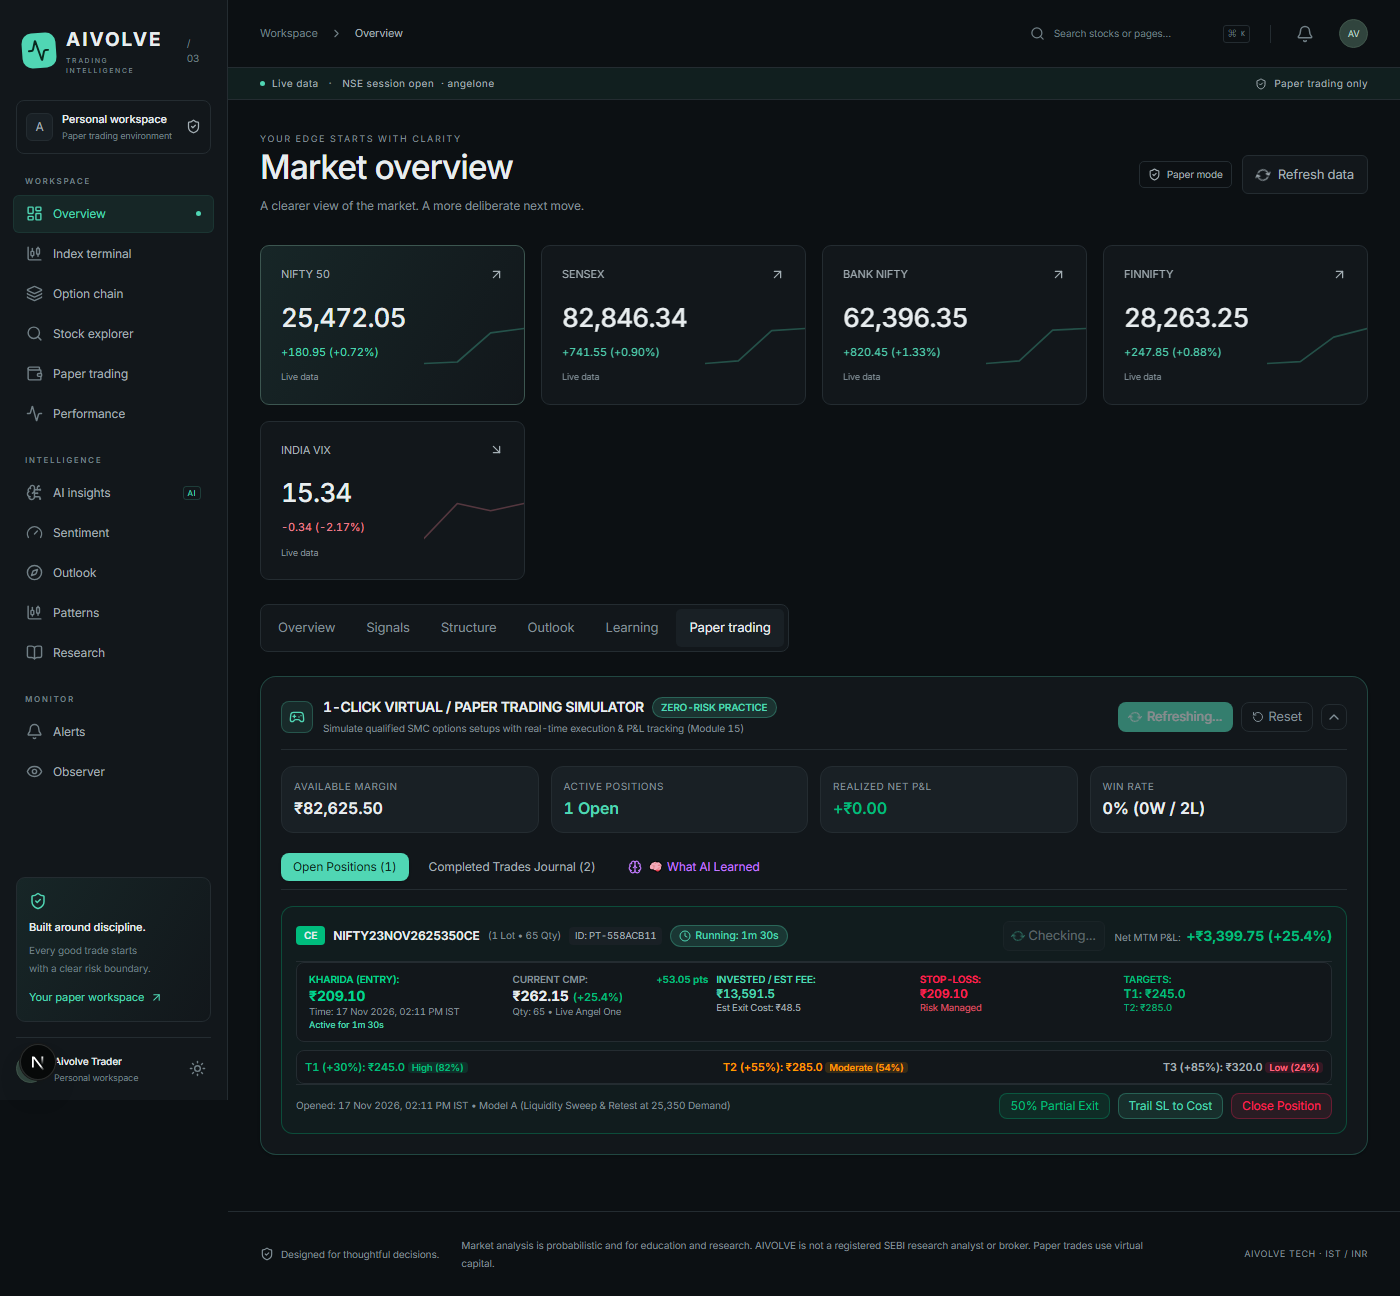 AIVOLVE
TRADING
INTELLIGENCE
/
03
A
Personal workspace
Paper trading environment
WORKSPACE
Overview
Index terminal
Option chain
Stock explorer
Paper trading
Performance
INTELLIGENCE
AI insights AI
Sentiment
Outlook
Patterns
Research
MONITOR
Alerts
Observer
Built around discipline.
Every good trade starts
with a clear risk boundary.
Your paper workspace
N
Aivolve Trader
Personal workspace
Workspace > Overview
Search stocks or pages... ⌘ K AV
Live data · NSE session open · angelone Paper trading only
YOUR EDGE STARTS WITH CLARITY
Market overview
A clearer view of the market. A more deliberate next move.
Paper mode Refresh data
NIFTY 50
25,472.05
+180.95 (+0.72%)
Live data
SENSEX
82,846.34
+741.55 (+0.90%)
Live data
BANK NIFTY
62,396.35
+820.45 (+1.33%)
Live data
FINNIFTY
28,263.25
+247.85 (+0.88%)
Live data
INDIA VIX
15.34
-0.34 (-2.17%)
Live data
Overview Signals Structure Outlook Learning Paper trading
1-CLICK VIRTUAL / PAPER TRADING SIMULATOR ZERO-RISK PRACTICE
Simulate qualified SMC options setups with real-time execution & P&L tracking (Module 15)
Refreshing... Reset
AVAILABLE MARGIN
₹82,625.50
ACTIVE POSITIONS
1 Open
REALIZED NET P&L
+₹0.00
WIN RATE
0% (0W / 2L)
Open Positions (1) Completed Trades Journal (2) 🧠 What AI Learned
CE NIFTY23NOV2625350CE (1 Lot • 65 Qty) ID: PT-558ACB11 Running: 1m 30s
Checking... Net MTM P&L: +₹3,399.75 (+25.4%)
KHARIDA (ENTRY):
₹209.10
Time: 17 Nov 2026, 02:11 PM IST
Active for 1m 30s
CURRENT CMP: +53.05 pts
₹262.15 (+25.4%)
Qty: 65 • Live Angel One
INVESTED / EST FEE:
₹13,591.5
Est Exit Cost: ₹48.5
STOP-LOSS:
₹209.10
Risk Managed
TARGETS:
T1: ₹245.0
T2: ₹285.0
T1 (+30%): ₹245.0 High (82%)
T2 (+55%): ₹285.0 Moderate (54%)
T3 (+85%): ₹320.0 Low (24%)
Opened: 17 Nov 2026, 02:11 PM IST • Model A (Liquidity Sweep & Retest at 25,350 Demand)
50% Partial Exit Trail SL to Cost Close Position
Designed for thoughtful decisions.
Market analysis is probabilistic and for education and research. AIVOLVE is not a registered SEBI research analyst or broker. Paper trades use virtual
capital.
AIVOLVE TECH · IST / INR